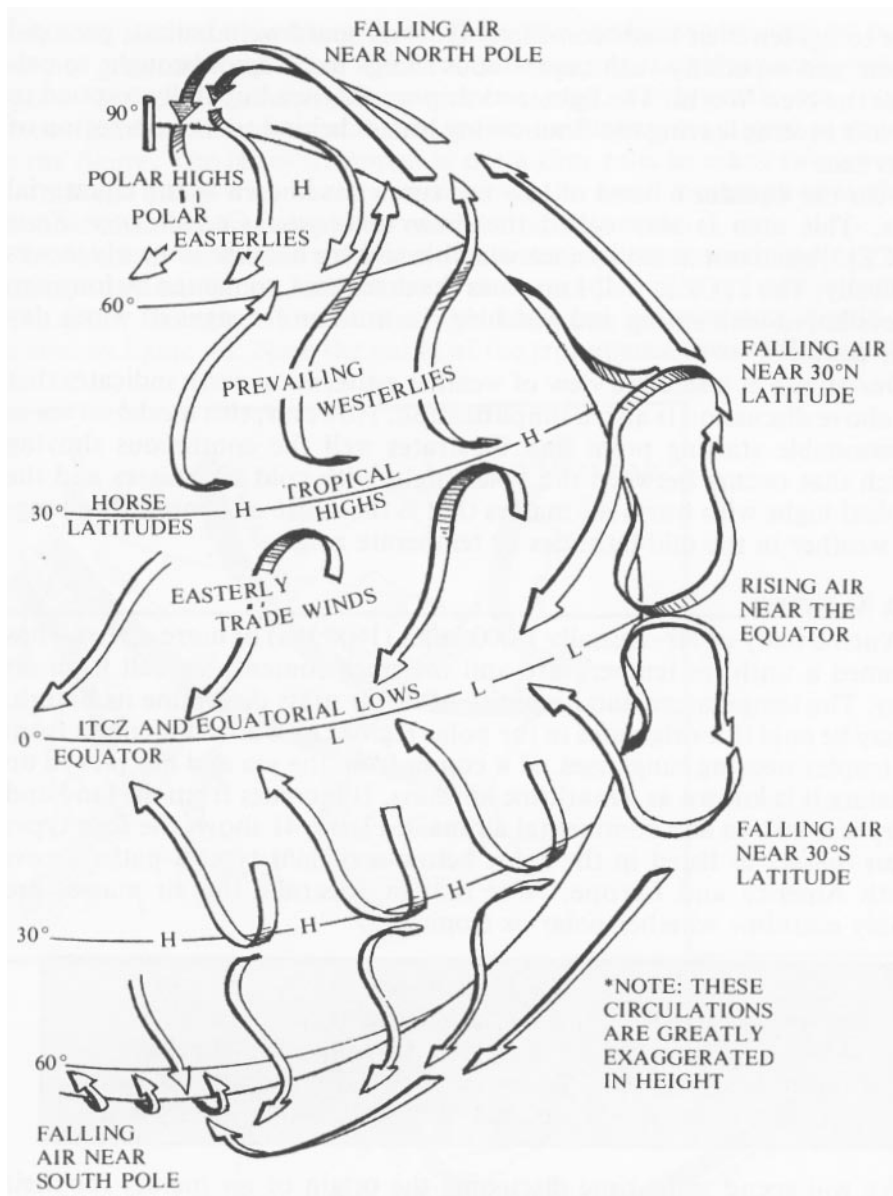 FALLING AIR
NEAR NORTH POLE
90°
POLAR HIGHS
H
POLAR
EASTERLIES
60°
PREVAILING
WESTERLIES
FALLING AIR
NEAR 30°N
LATITUDE
H
TROPICAL
HIGHS
H
30°
HORSE
LATITUDES
EASTERLY
TRADE WINDS
RISING AIR
NEAR THE
EQUATOR
L
L
ITCZ AND EQUATORIAL LOWS
L
0°
EQUATOR
FALLING AIR
NEAR 30°S
LATITUDE
30°
H
H
H
*NOTE: THESE
CIRCULATIONS
ARE GREATLY
EXAGGERATED
IN HEIGHT
60°
FALLING
AIR NEAR
SOUTH POLE